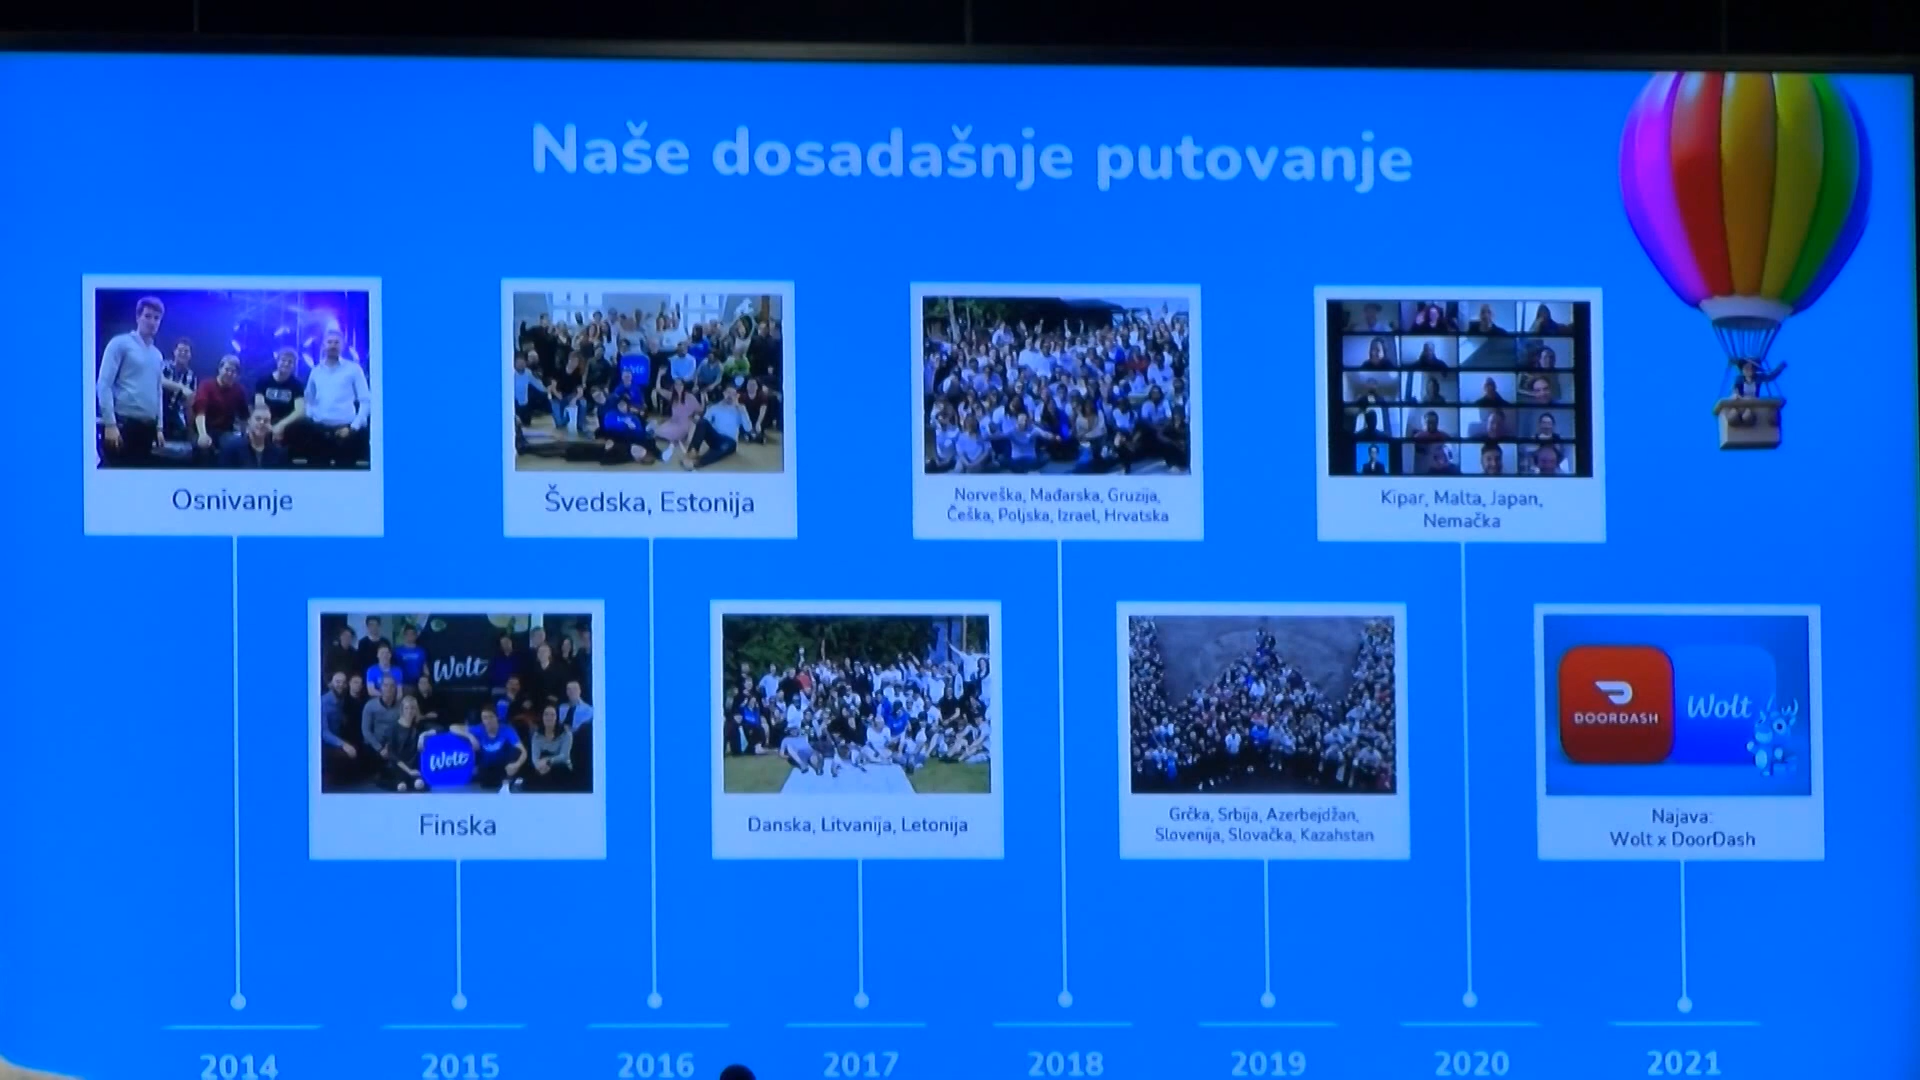 Naše dosadašnje putovanje
Osnivanje
Švedska, Estonija
Norveška, Mađarska, Gruzija,
Češka, Poljska, Izrael, Hrvatska
Kipar, Malta, Japan,
Nemačka
Wolt
Wolt
Finska
Danska, Litvanija, Letonija
Grčka, Srbija, Azerbejdžan,
Slovenija, Slovačka, Kazahstan
DOORDASH
Wolt
Najava:
Wolt x DoorDash
2014
2015
2016
2017
2018
2019
2020
2021